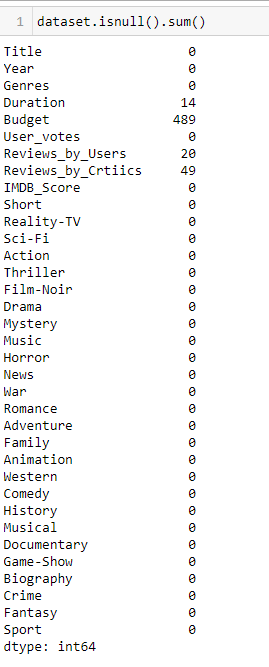 1 dataset.isnull().sum()
Title 0
Year 0
Genres 0
Duration 14
Budget 489
User_votes 0
Reviews_by_Users 20
Reviews_by_Crtiics 49
IMDB_Score 0
Short 0
Reality-TV 0
Sci-Fi 0
Action 0
Thriller 0
Film-Noir 0
Drama 0
Mystery 0
Music 0
Horror 0
News 0
War 0
Romance 0
Adventure 0
Family 0
Animation 0
Western 0
Comedy 0
History 0
Musical 0
Documentary 0
Game-Show 0
Biography 0
Crime 0
Fantasy 0
Sport 0
dtype: int64